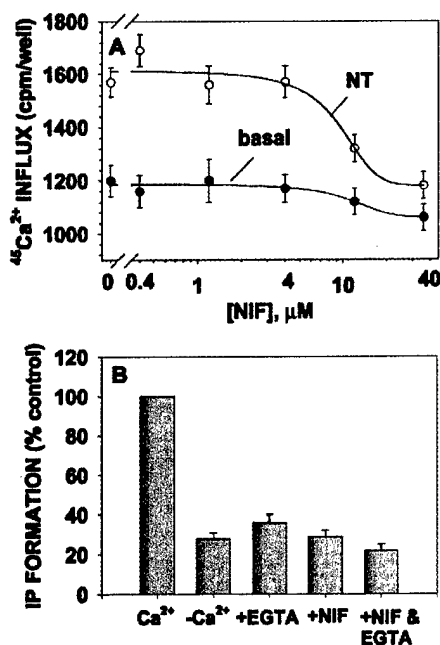 A
⁴⁵Ca²⁺ INFLUX (cpm/well)
1800
1600
1400
1200
1000
NT
basal
0 0.4 1 4 10 40
[NIF], µM
B
IP FORMATION (% control)
120
100
80
60
40
20
0
Ca²⁺ -Ca²⁺ +EGTA +NIF +NIF &
EGTA